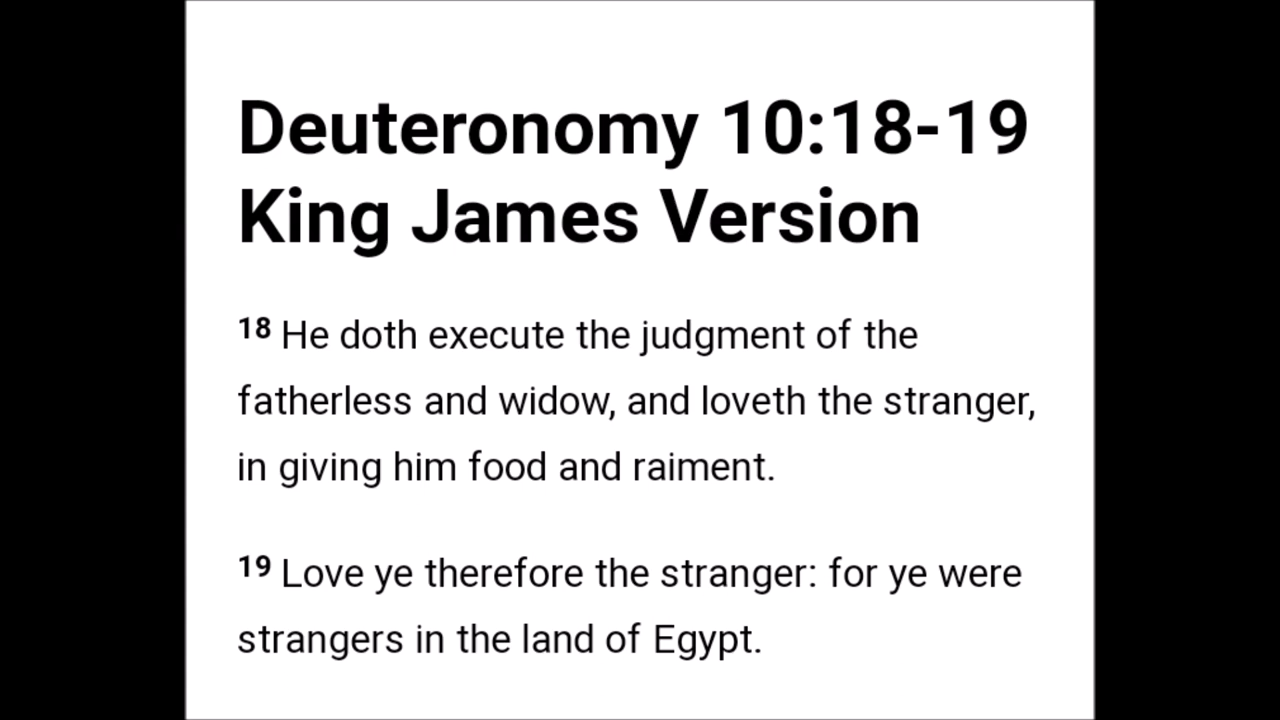 Deuteronomy 10:18-19
King James Version
18 He doth execute the judgment of the
fatherless and widow, and loveth the stranger,
in giving him food and raiment.
19 Love ye therefore the stranger: for ye were
strangers in the land of Egypt.